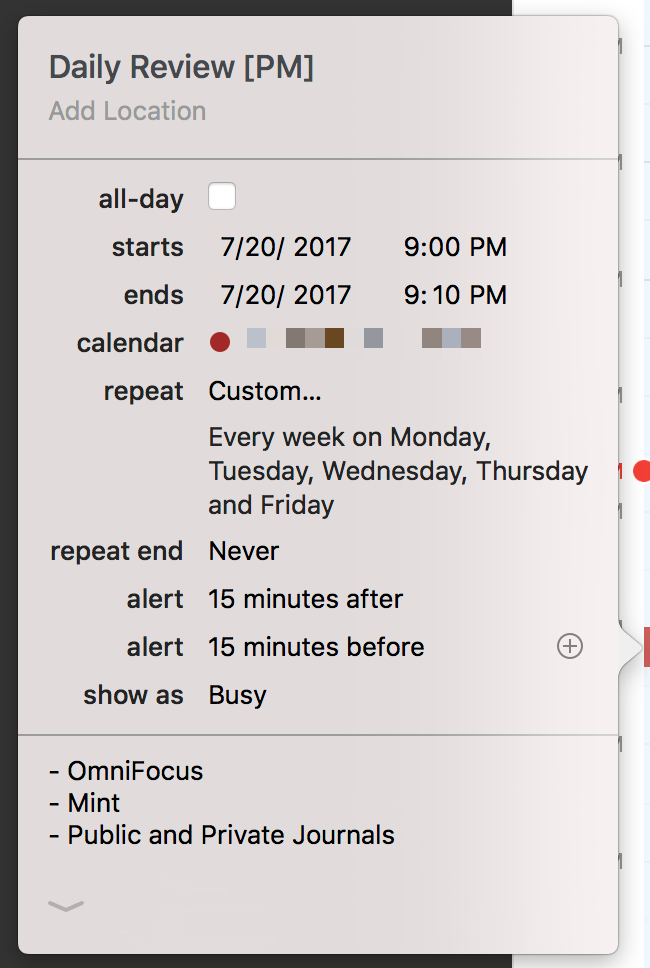 Daily Review [PM]
Add Location
all-day
starts 7/20/ 2017 9:00 PM
ends 7/20/ 2017 9:10 PM
calendar
repeat Custom...
Every week on Monday,
Tuesday, Wednesday, Thursday
and Friday
repeat end Never
alert 15 minutes after
alert 15 minutes before
show as Busy
- OmniFocus
- Mint
- Public and Private Journals